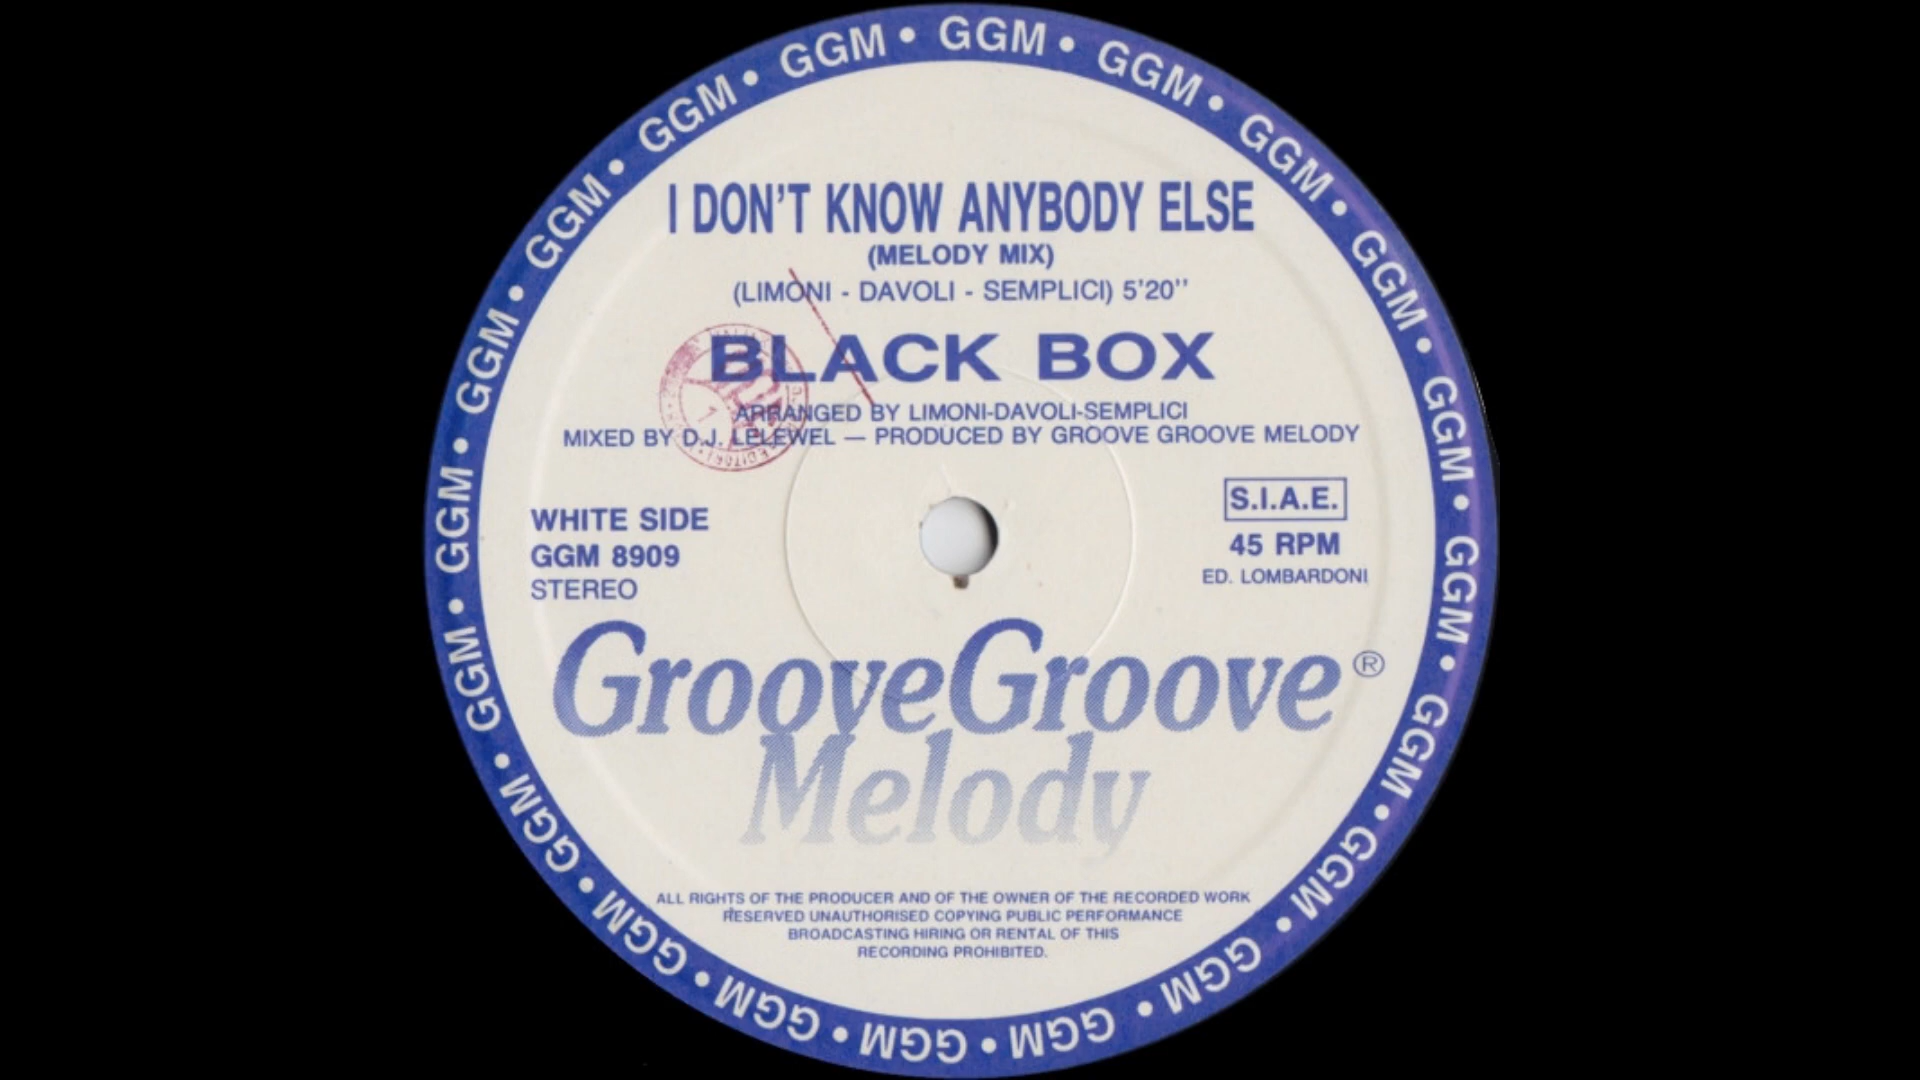 GGM • GGM • GGM • GGM • GGM • GGM • GGM • GGM • GGM • GGM • GGM • GGM • GGM • GGM • GGM • GGM • GGM • GGM • GGM • GGM •
I DON'T KNOW ANYBODY ELSE
(MELODY MIX)
(LIMONI - DAVOLI - SEMPLICI) 5'20''
BLACK BOX
ARRANGED BY LIMONI-DAVOLI-SEMPLICI
MIXED BY D.J. LELEWEL — PRODUCED BY GROOVE GROOVE MELODY
WHITE SIDE
GGM 8909
STEREO
S.I.A.E.
45 RPM
ED. LOMBARDONI
GrooveGroove®
Melody
ALL RIGHTS OF THE PRODUCER AND OF THE OWNER OF THE RECORDED WORK
RESERVED UNAUTHORISED COPYING PUBLIC PERFORMANCE
BROADCASTING HIRING OR RENTAL OF THIS
RECORDING PROHIBITED.